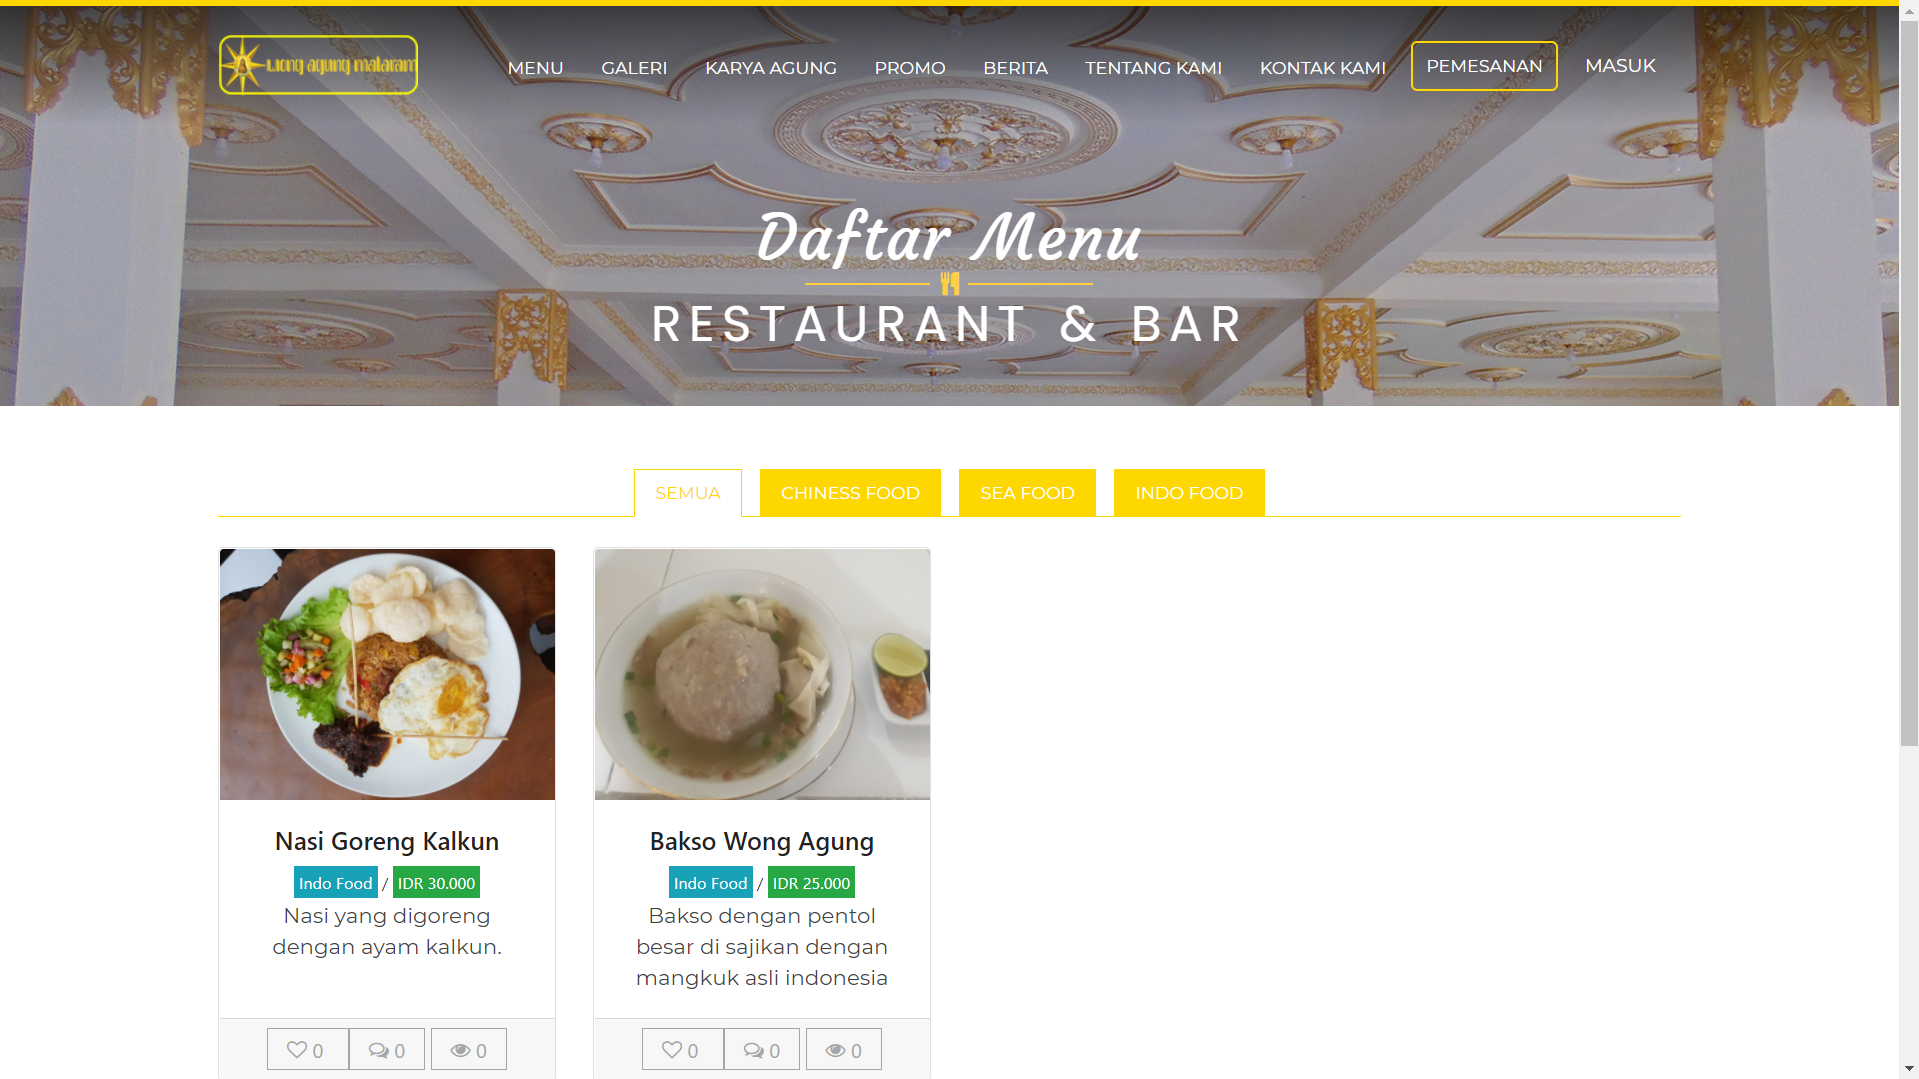 Wong agung mataram
MENU GALERI KARYA AGUNG PROMO BERITA TENTANG KAMI KONTAK KAMI PEMESANAN MASUK
Daftar Menu
RESTAURANT & BAR
SEMUA CHINESS FOOD SEA FOOD INDO FOOD
Nasi Goreng Kalkun
Indo Food / IDR 30.000
Nasi yang digoreng
dengan ayam kalkun.
0 0 0
Bakso Wong Agung
Indo Food / IDR 25.000
Bakso dengan pentol
besar di sajikan dengan
mangkuk asli indonesia
0 0 0